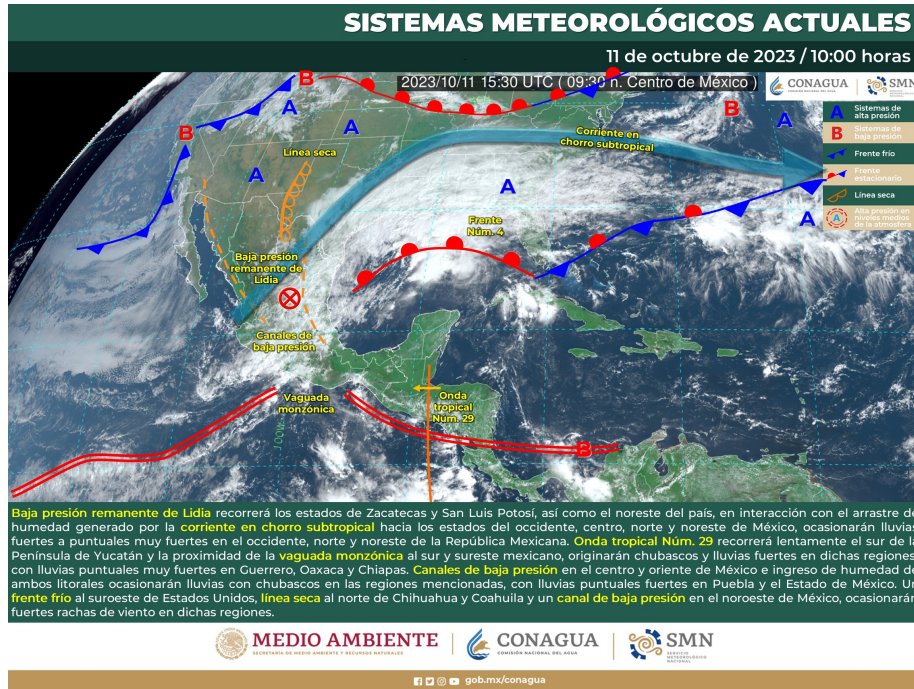 SISTEMAS METEOROLÓGICOS ACTUALES
11 de octubre de 2023 / 10:00 horas
2023/10/11 15:30 UTC ( 09:30 h. Centro de México )
CONAGUA
COMISIÓN NACIONAL DEL AGUA
SMN
B
A
A
B
A
Línea seca
Corriente en
chorro subtropical
B
A
A
Sistemas de
alta presión
B
Sistemas de
baja presión
Frente frío
Frente
estacionario
Línea seca
A
Alta presión en
niveles medios
de la atmósfera
A
A
Frente
Núm. 4
Baja presión
remanente de
Lidia
Canales de
baja presión
Vaguada
monzónica
Onda
tropical
Núm. 29
100W
B
Baja presión remanente de Lidia recorrerá los estados de Zacatecas y San Luis Potosí, así como el noreste del país, en interacción con el arrastre de
humedad generado por la corriente en chorro subtropical hacia los estados del occidente, centro, norte y noreste de México, ocasionarán lluvias
fuertes a puntuales muy fuertes en el occidente, norte y noreste de la República Mexicana. Onda tropical Núm. 29 recorrerá lentamente el sur de la
Península de Yucatán y la proximidad de la vaguada monzónica al sur y sureste mexicano, originarán chubascos y lluvias fuertes en dichas regiones,
con lluvias puntuales muy fuertes en Guerrero, Oaxaca y Chiapas. Canales de baja presión en el centro y oriente de México e ingreso de humedad de
ambos litorales ocasionarán lluvias con chubascos en las regiones mencionadas, con lluvias puntuales fuertes en Puebla y el Estado de México. Un
frente frío al suroeste de Estados Unidos, línea seca al norte de Chihuahua y Coahuila y un canal de baja presión en el noroeste de México, ocasionarán
fuertes rachas de viento en dichas regiones.
MEDIO AMBIENTE
SECRETARÍA DE MEDIO AMBIENTE Y RECURSOS NATURALES
CONAGUA
COMISIÓN NACIONAL DEL AGUA
SMN
SERVICIO
METEOROLÓGICO
NACIONAL
gob.mx/conagua